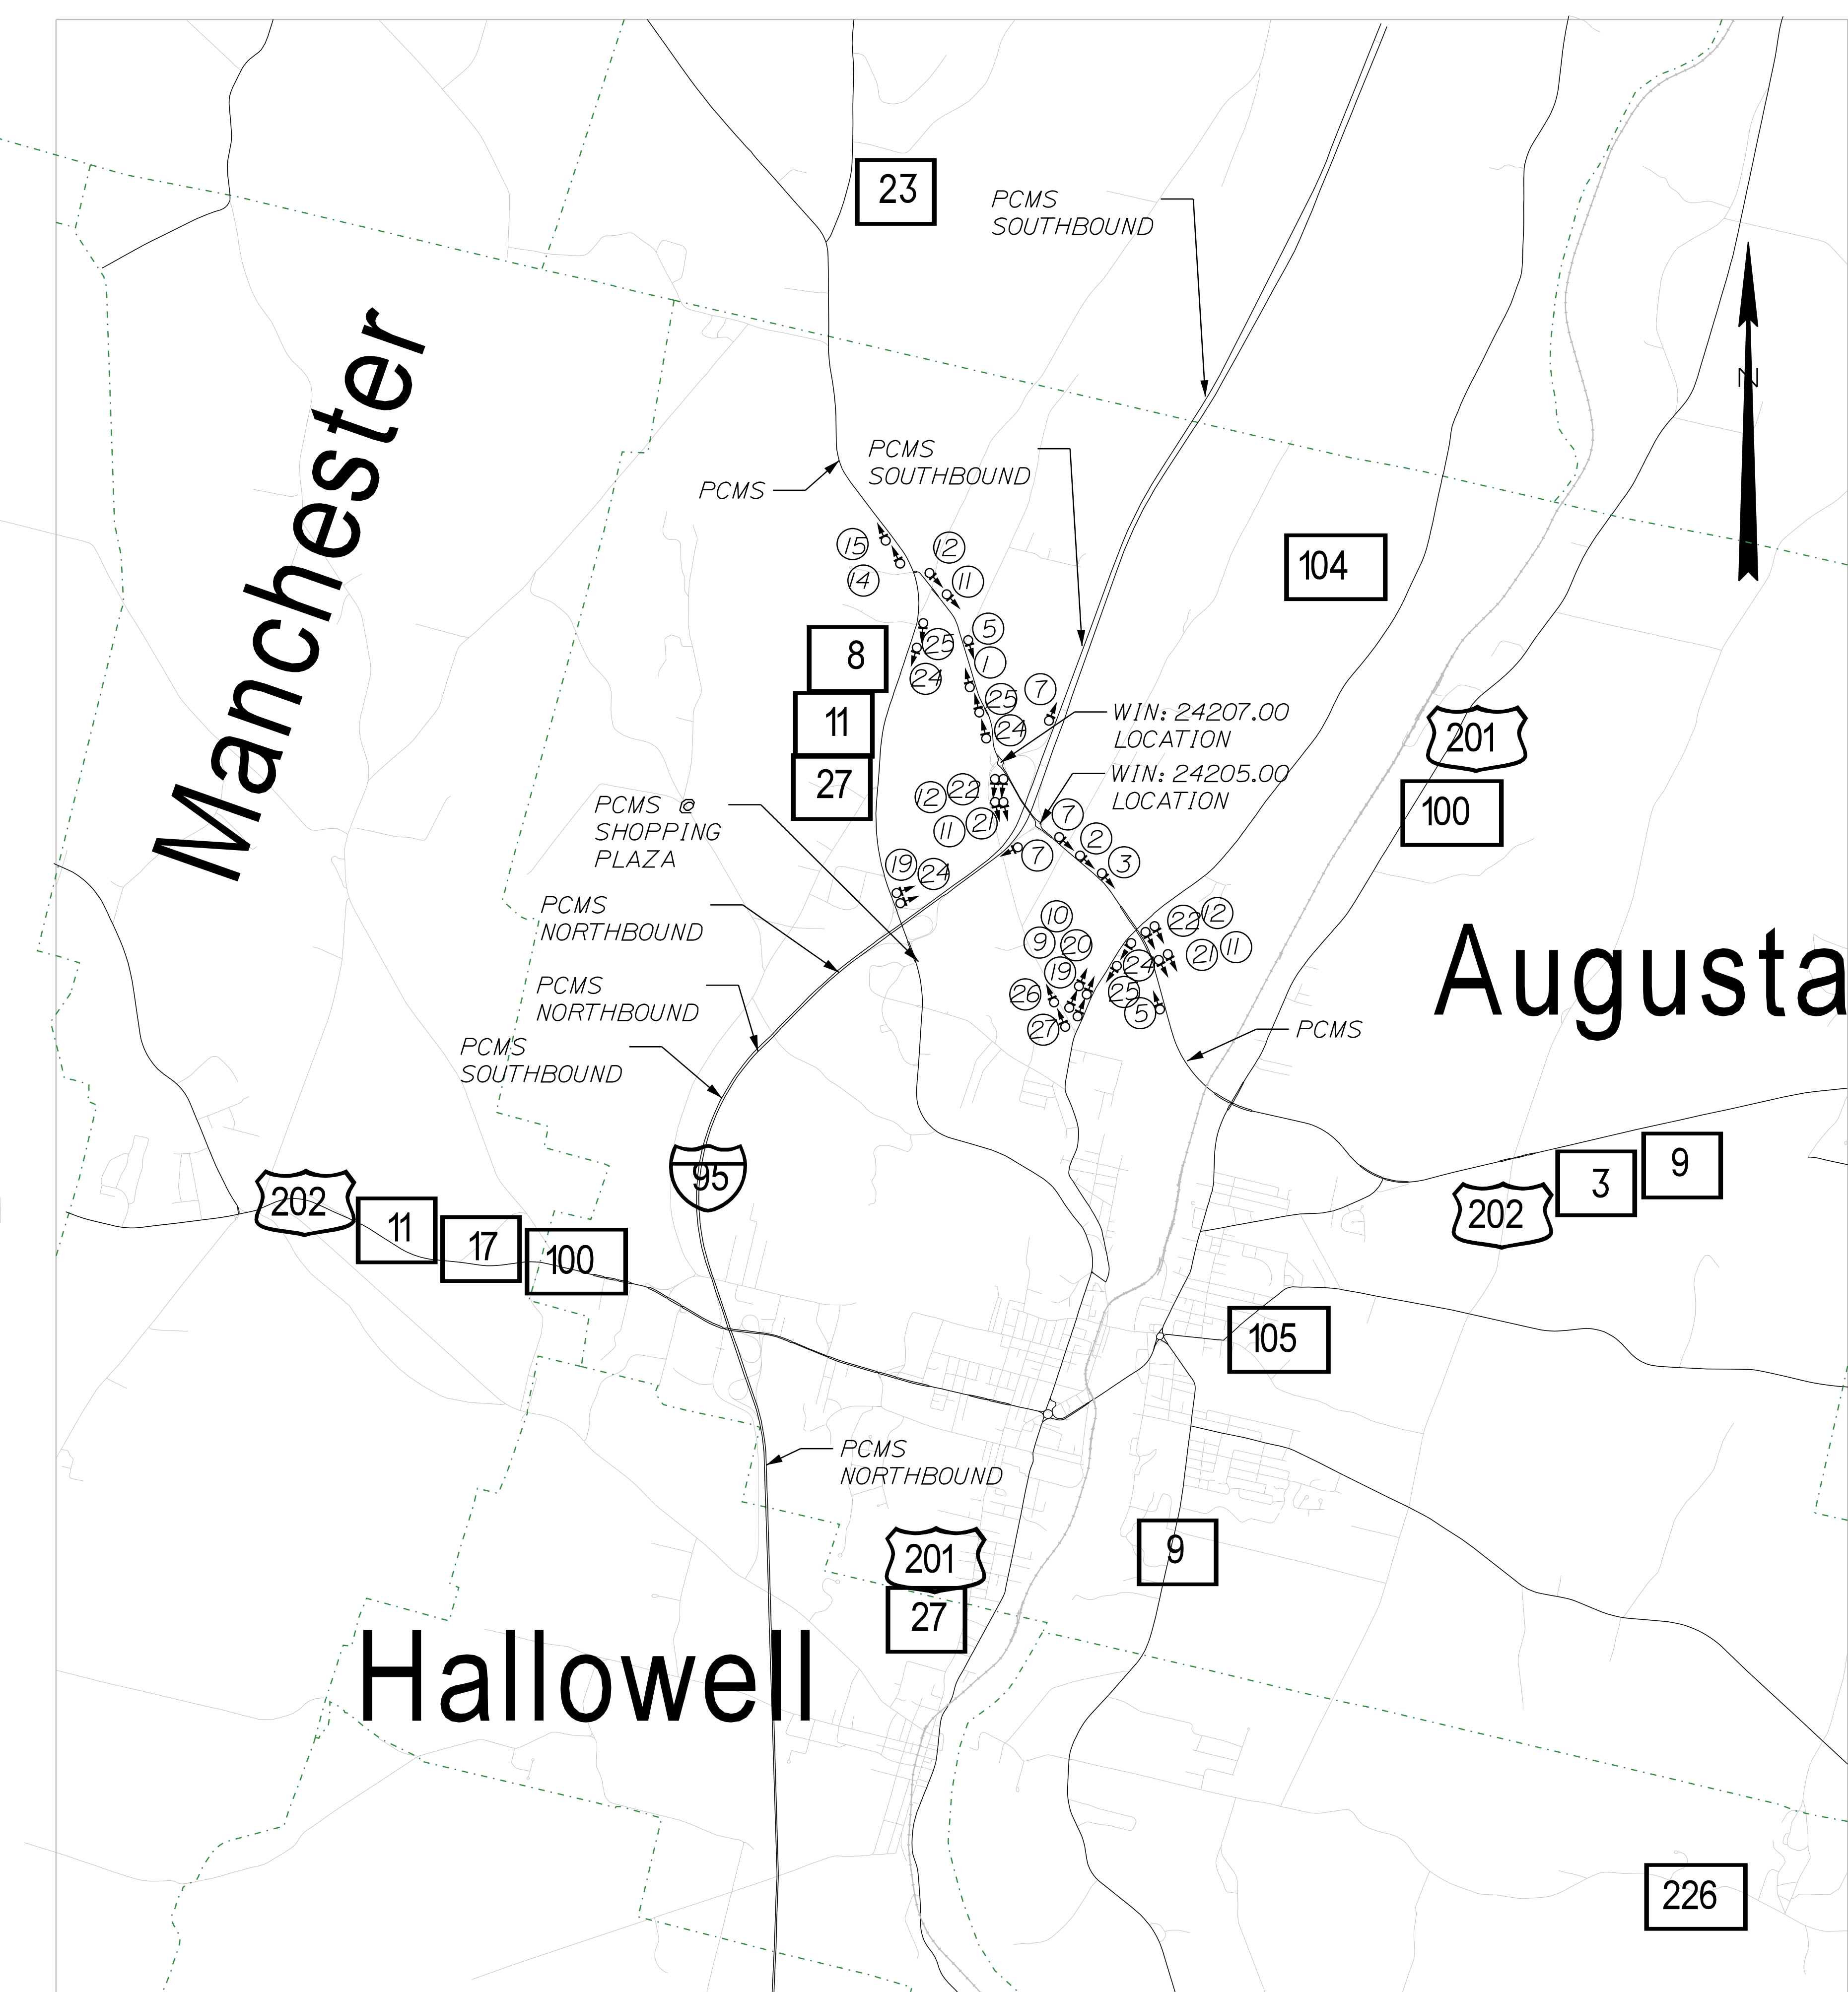 23
PCMS
SOUTHBOUND
Manchester
N
PCMS
SOUTHBOUND
PCMS
15
12
14
11
104
5
8
25
1
24
25
7
11
24
WIN: 24207.00
LOCATION
201
27
WIN: 24205.00
LOCATION
100
12
22
11
21
PCMS @
SHOPPING
PLAZA
7
2
3
7
19
24
PCMS
NORTHBOUND
10
9
20
22
12
21
11
19
24
26
25
27
5
Augusta
PCMS
NORTHBOUND
PCMS
PCMS
SOUTHBOUND
95
202
11
17
100
9
3
202
105
PCMS
NORTHBOUND
201
27
9
Hallowell
226